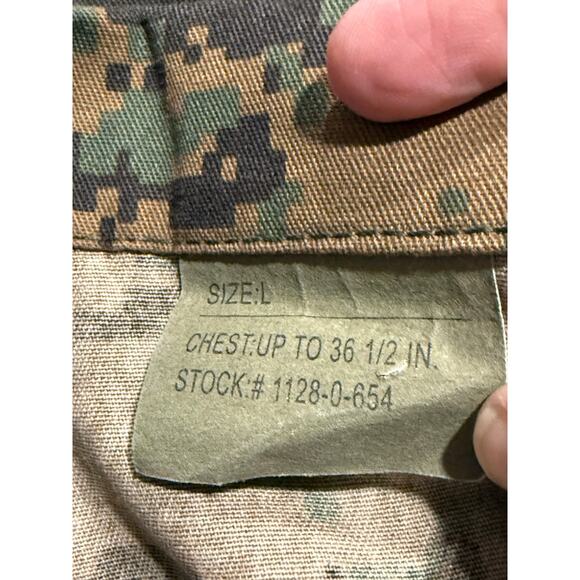 SIZE:L
CHEST:UP TO 36 1/2 IN.
STOCK:# 1128-0-654